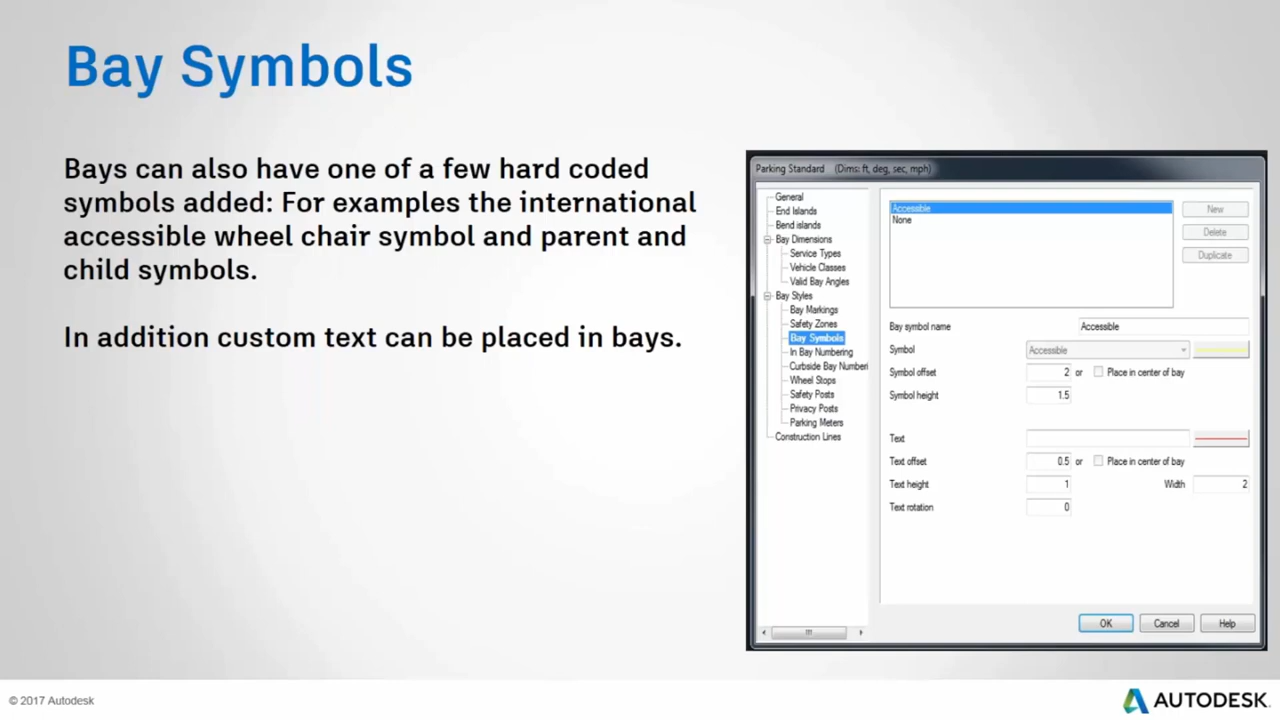 Bay Symbols
Bays can also have one of a few hard coded
symbols added: For examples the international
accessible wheel chair symbol and parent and
child symbols.
In addition custom text can be placed in bays.
Parking Standard (Dims: ft, deg, sec, mph)
General
End Islands
Bend islands
Bay Dimensions
Service Types
Vehicle Classes
Valid Bay Angles
Bay Styles
Bay Markings
Safety Zones
Bay Symbols
In Bay Numbering
Curbside Bay Numberi
Wheel Stops
Safety Posts
Privacy Posts
Parking Meters
Construction Lines
Accessible
None
New
Delete
Duplicate
Bay symbol name Accessible
Symbol Accessible
Symbol offset 2 or Place in center of bay
Symbol height 1.5
Text
Text offset 0.5 or Place in center of bay
Text height 1 Width 2
Text rotation 0
OK Cancel Help
© 2017 Autodesk
AUTODESK.